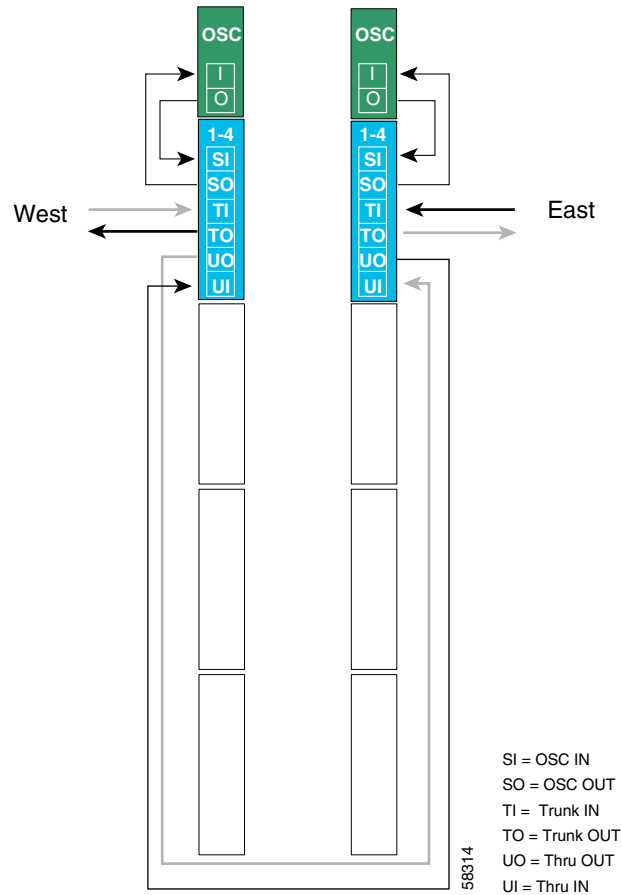 OSC
I
O
1-4
SI
SO
TI
TO
UO
UI
OSC
I
O
1-4
SI
SO
TI
TO
UO
UI
West
East
SI = OSC IN
SO = OSC OUT
TI = Trunk IN
TO = Trunk OUT
UO = Thru OUT
UI = Thru IN
58314